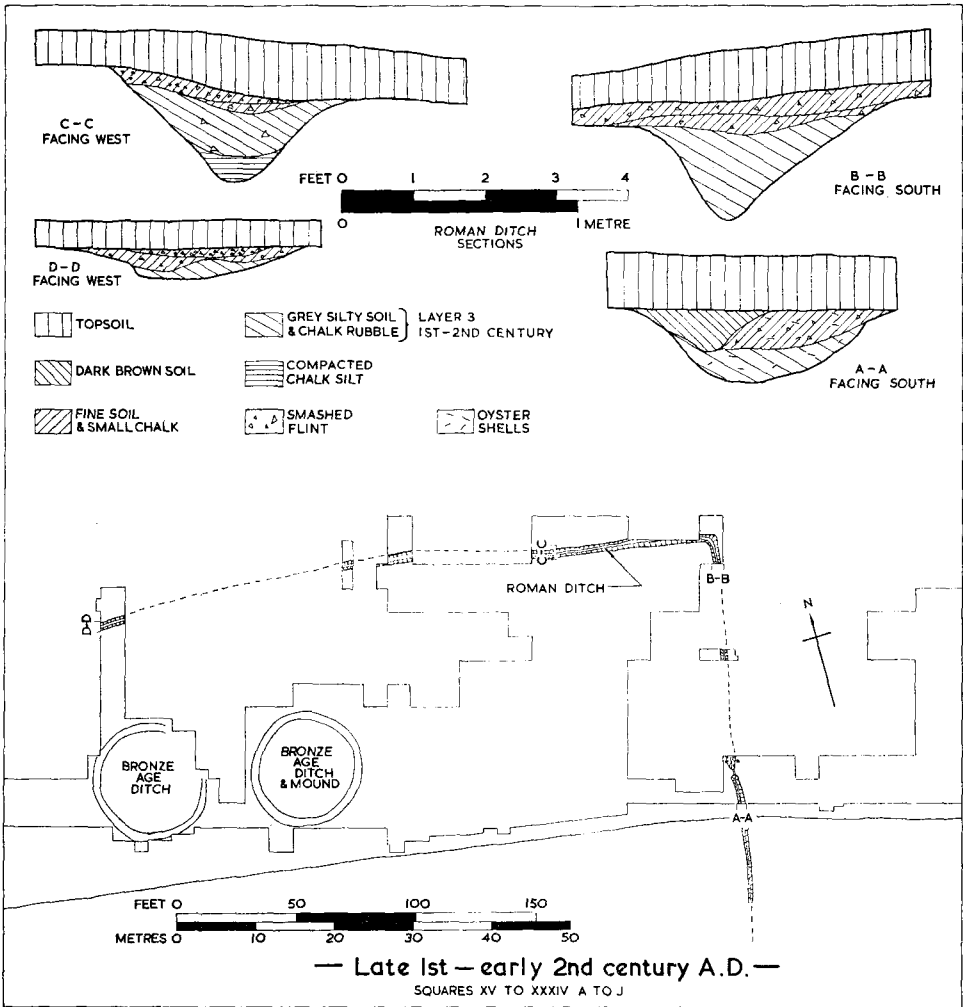 C–C
FACING WEST
B–B
FACING SOUTH
FEET 0 1 2 3 4
0 1 METRE
ROMAN DITCH
SECTIONS
D–D
FACING WEST
A–A
FACING SOUTH
TOPSOIL
GREY SILTY SOIL
& CHALK RUBBLE
LAYER 3
1ST–2ND CENTURY
DARK BROWN SOIL
COMPACTED
CHALK SILT
FINE SOIL
& SMALL CHALK
SMASHED
FLINT
OYSTER
SHELLS
C-C
B-B
ROMAN DITCH
D-D
N
BRONZE
AGE
DITCH
BRONZE
AGE
DITCH
& MOUND
A-A
FEET 0 50 100 150
METRES 0 10 20 30 40 50
— Late 1st — early 2nd century A.D. —
SQUARES XV TO XXXIV A TO J